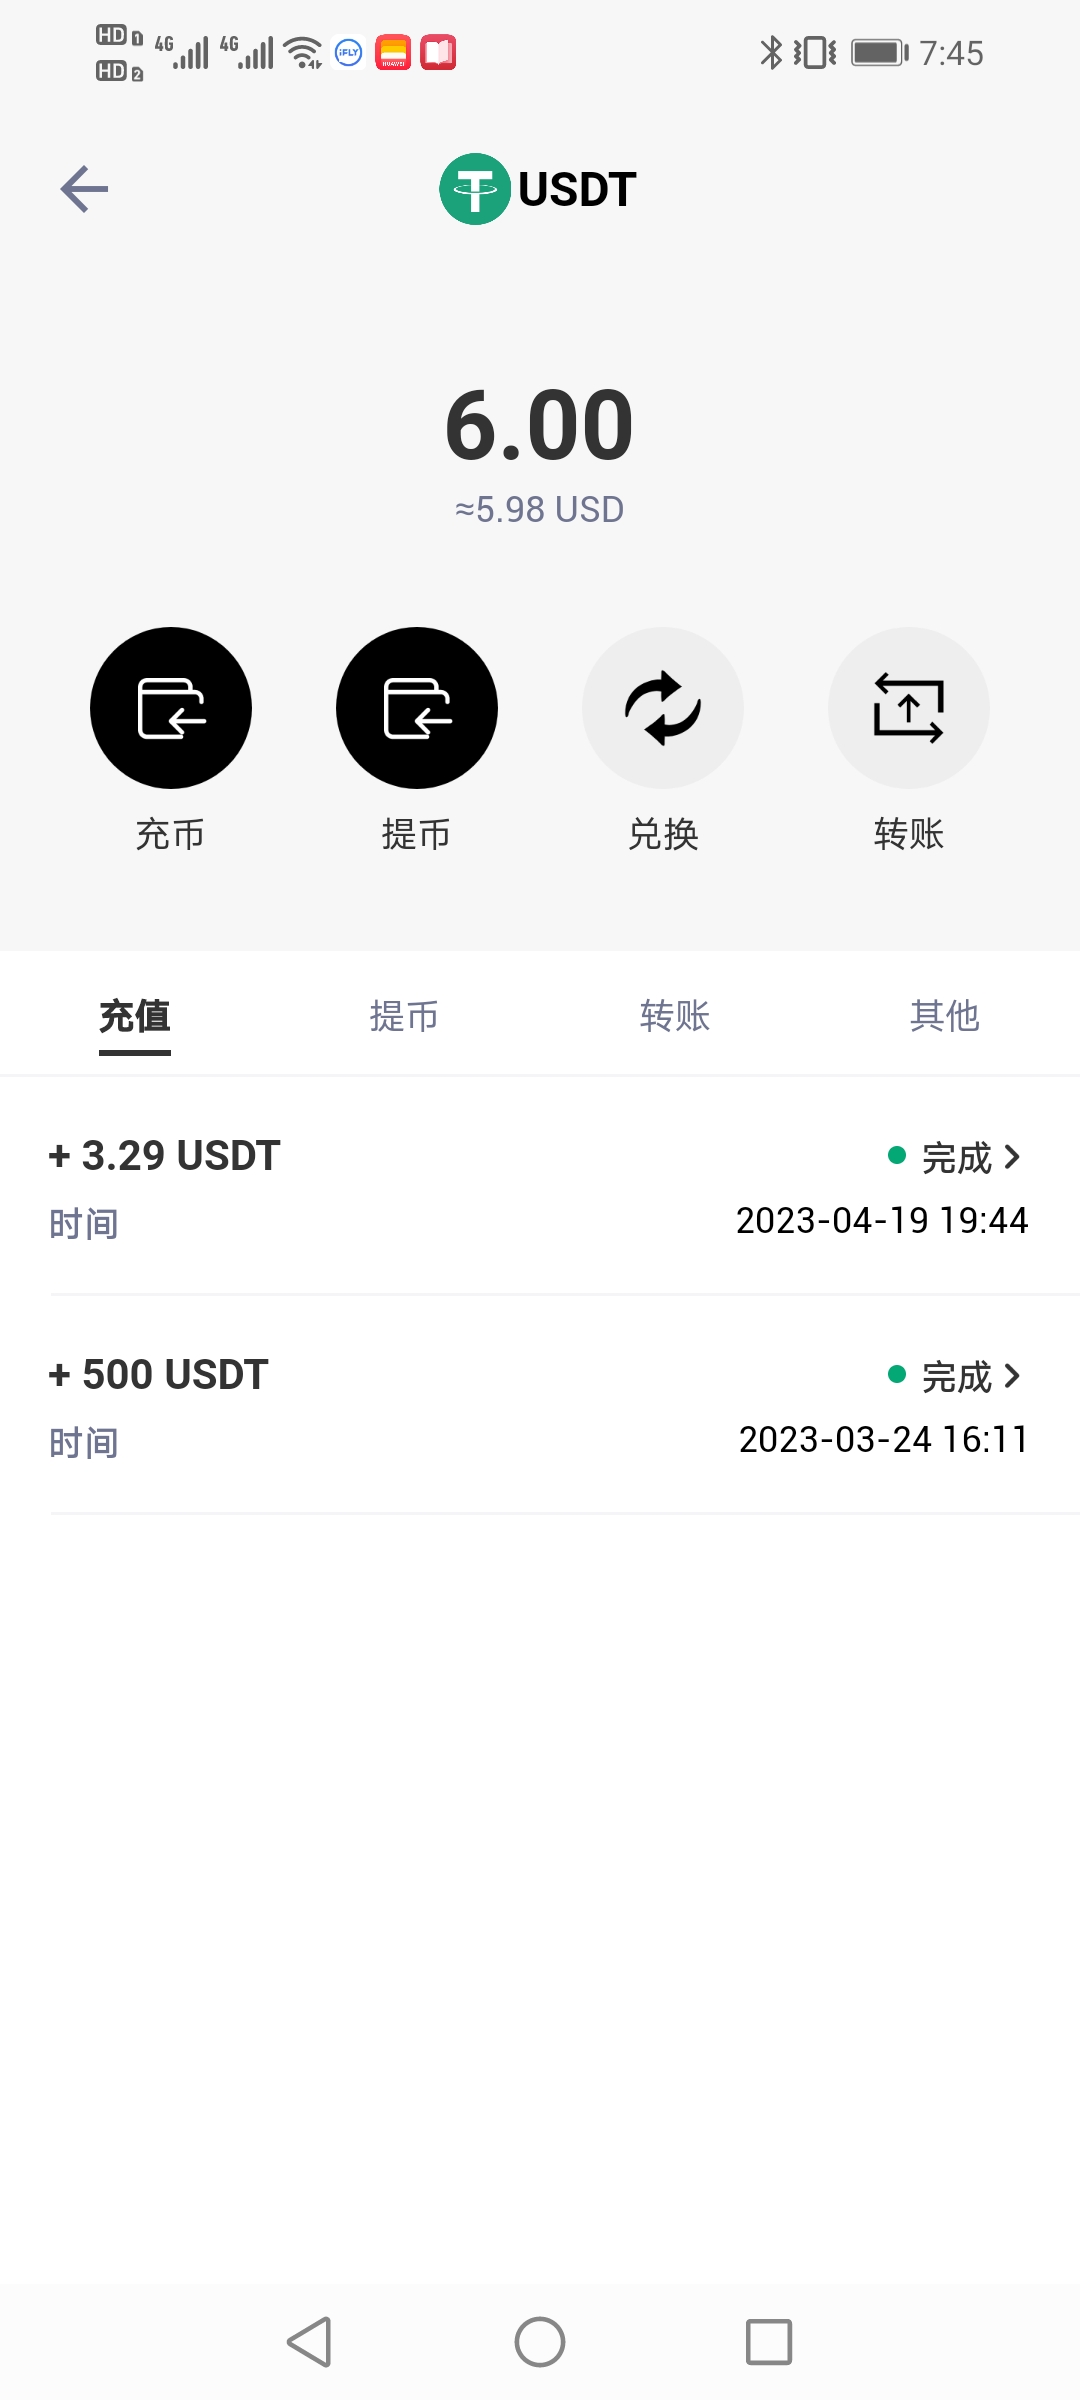 HD 1 4G 4G iFLY HUAWEI 7:45
HD 2
USDT
6.00
≈5.98 USD
充币 提币 兑换 转账
充值 提币 转账 其他
+ 3.29 USDT 完成
时间 2023-04-19 19:44
+ 500 USDT 完成
时间 2023-03-24 16:11